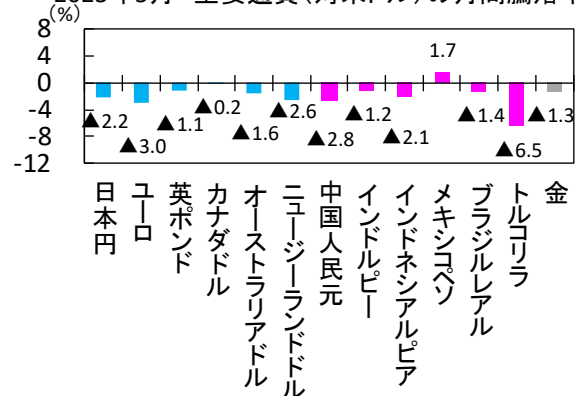 (%)
8
4
0
-4
-8
-12
1.7
▲2.2
▲3.0
▲1.1
▲0.2
▲1.6
▲2.6
▲2.8
▲1.2
▲2.1
▲1.4
▲6.5
▲1.3
日本円
ユーロ
英ポンド
カナダドル
オーストラリアドル
ニュージーランドドル
中国人民元
インドルピー
インドネシアルピア
メキシコペソ
ブラジルレアル
トルコリラ
金